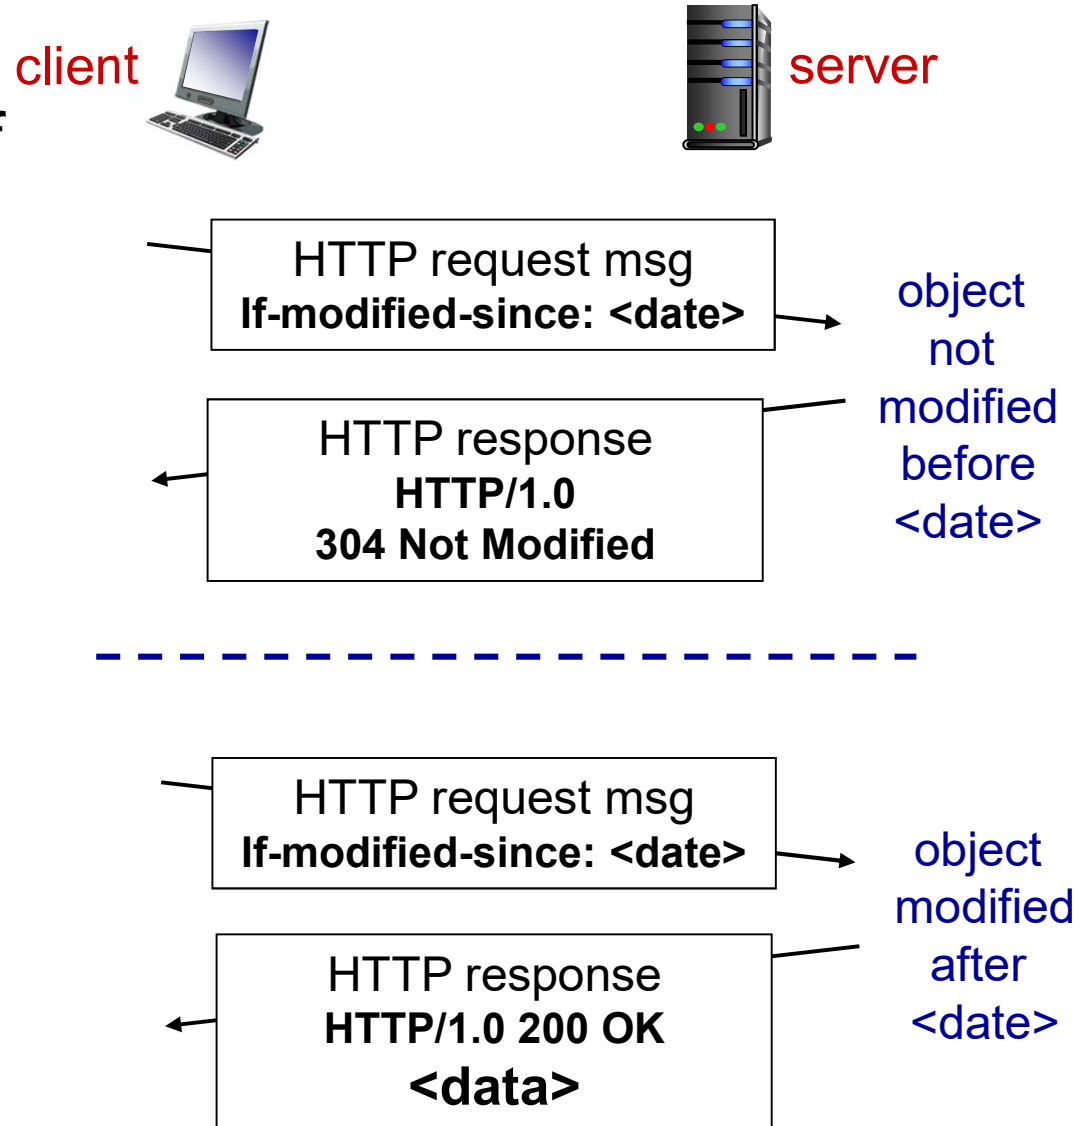 client
server
HTTP request msg
If-modified-since: <date>
object
not
modified
before
<date>
HTTP response
HTTP/1.0
304 Not Modified
HTTP request msg
If-modified-since: <date>
object
modified
after
<date>
HTTP response
HTTP/1.0 200 OK
<data>